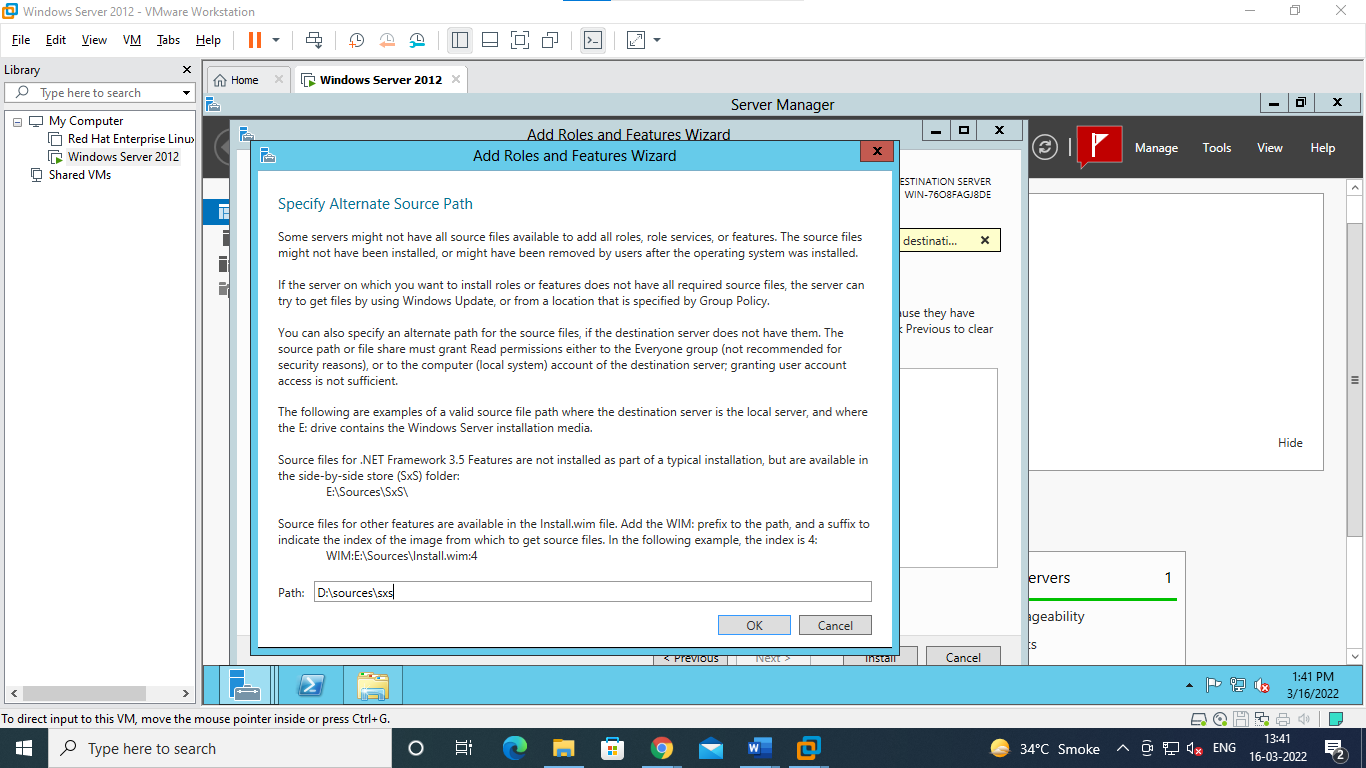 Windows Server 2012 - VMware Workstation
File Edit View VM Tabs Help
Library
Type here to search
My Computer
Red Hat Enterprise Linux
Windows Server 2012
Shared VMs
Home
Windows Server 2012
Server Manager
Manage Tools View Help
Add Roles and Features Wizard
ESTINATION SERVER
WIN-76O8FAGJ8DE
destinati...
ause they have
Previous to clear
Add Roles and Features Wizard
Specify Alternate Source Path
Some servers might not have all source files available to add all roles, role services, or features. The source files
might not have been installed, or might have been removed by users after the operating system was installed.
If the server on which you want to install roles or features does not have all required source files, the server can
try to get files by using Windows Update, or from a location that is specified by Group Policy.
You can also specify an alternate path for the source files, if the destination server does not have them. The
source path or file share must grant Read permissions either to the Everyone group (not recommended for
security reasons), or to the computer (local system) account of the destination server; granting user account
access is not sufficient.
The following are examples of a valid source file path where the destination server is the local server, and where
the E: drive contains the Windows Server installation media.
Source files for .NET Framework 3.5 Features are not installed as part of a typical installation, but are available in
the side-by-side store (SxS) folder:
E:\Sources\SxS\
Source files for other features are available in the Install.wim file. Add the WIM: prefix to the path, and a suffix to
indicate the index of the image from which to get source files. In the following example, the index is 4:
WIM:E:\Sources\Install.wim:4
Path: D:\sources\sxs
OK Cancel
< Previous Next > Install Cancel
Hide
ervers 1
ageability
ts
1:41 PM
3/16/2022
To direct input to this VM, move the mouse pointer inside or press Ctrl+G.
Type here to search
34°C Smoke
ENG
13:41
16-03-2022
2